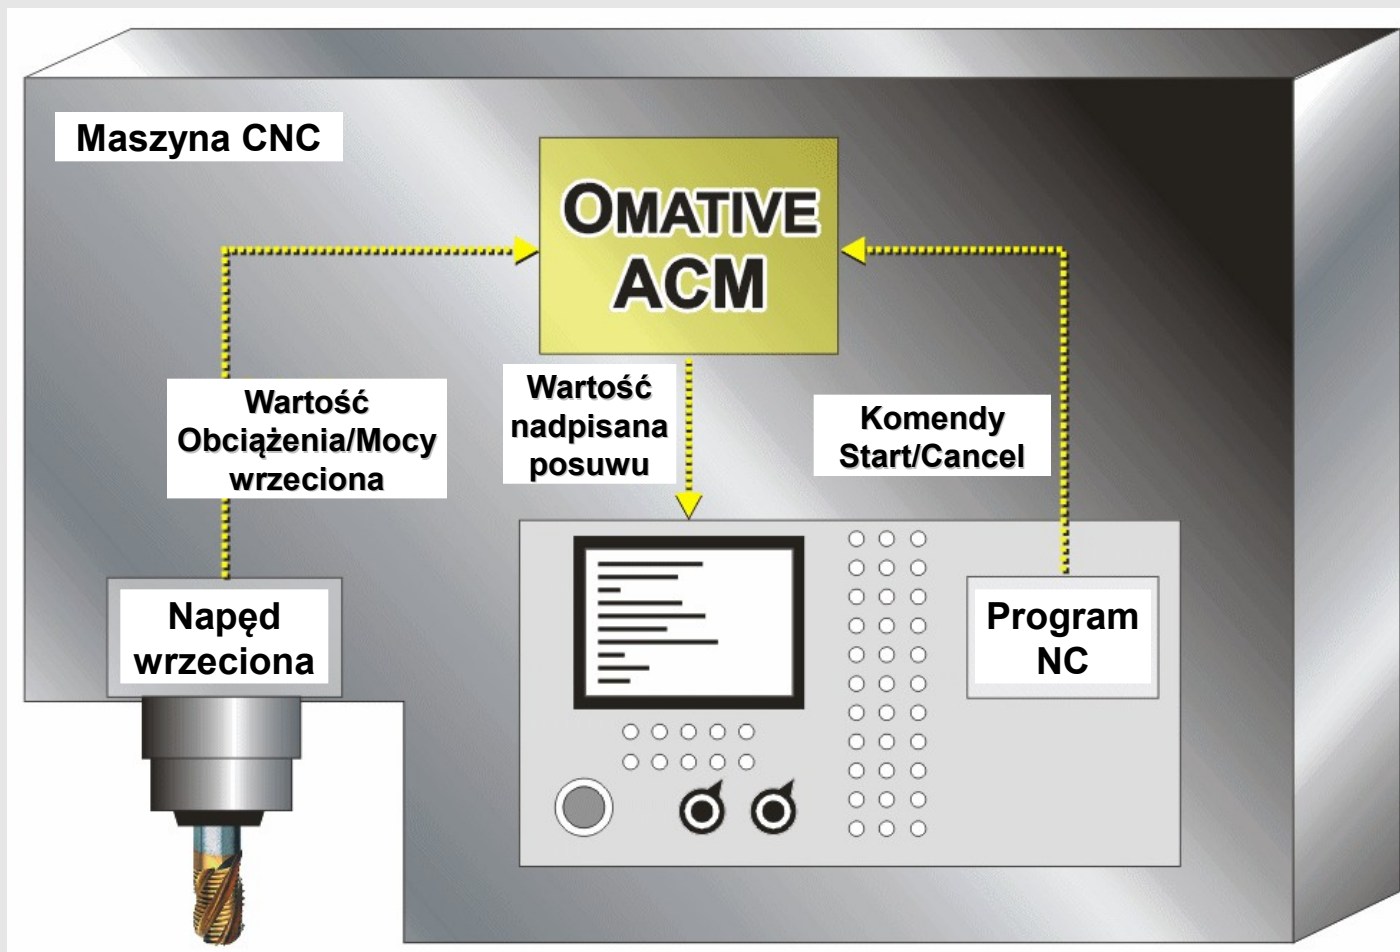 Maszyna CNC
OMATIVE
ACM
Wartość
Obciążenia/Mocy
wrzeciona
Wartość
nadpisana
posuwu
Komendy
Start/Cancel
Napęd
wrzeciona
Program
NC